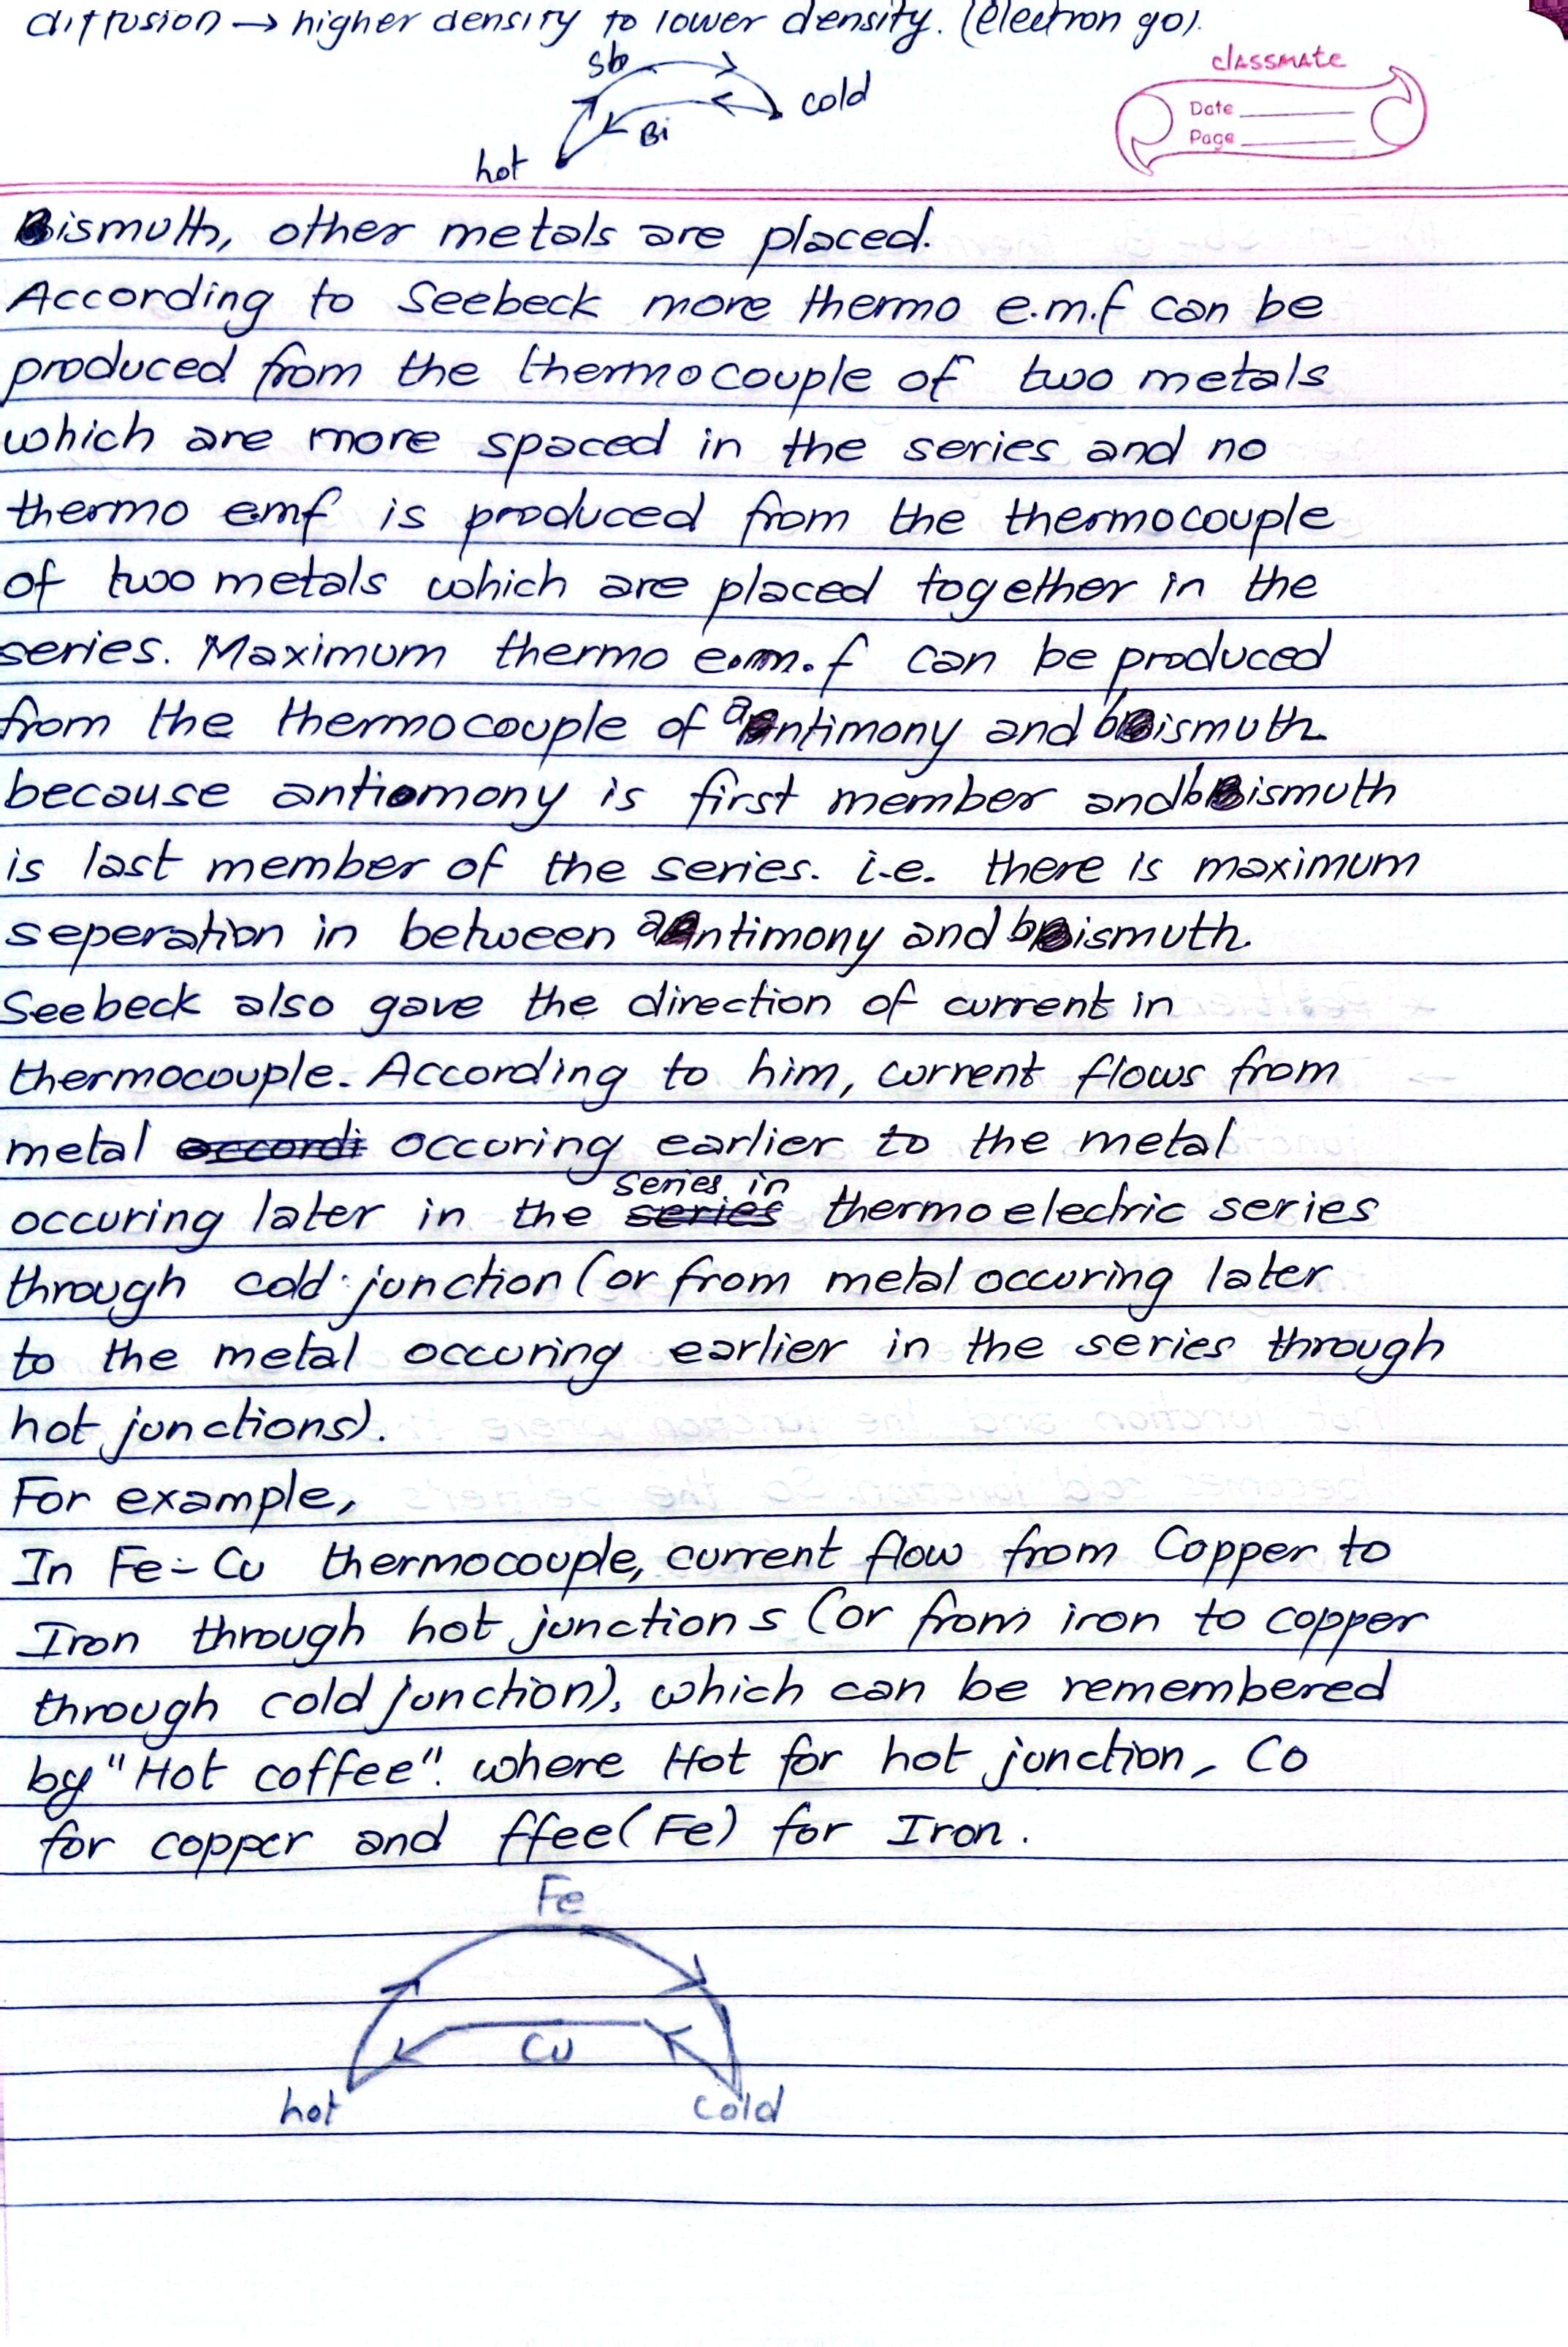 diffusion → higher density to lower density. (electron go).
Sb
cold
Bi
hot
classmate
Date
Page
Bismuth, other metals are placed.
According to Seebeck more thermo e.m.f can be
produced from the thermocouple of two metals
which are more spaced in the series and no
thermo emf is produced from the thermocouple
of two metals which are placed together in the
series. Maximum thermo e.m.f can be produced
from the thermocouple of antimony and bismuth
because antiomony is first member and bismuth
is last member of the series. i.e. there is maximum
seperation in between antimony and bismuth.
Seebeck also gave the direction of current in
thermocouple. According to him, current flows from
metal accordi occuring earlier to the metal
series in
occuring later in the series thermoelectric series
through cold junction (or from metal occuring later
to the metal occuring earlier in the series through
hot junctions).
For example,
In Fe-Cu thermocouple, current flow from Copper to
Iron through hot junctions (or from iron to copper
through cold junction), which can be remembered
by "Hot coffee". where Hot for hot junction, Co
for copper and ffee(Fe) for Iron.
Fe
Cu
hot
cold